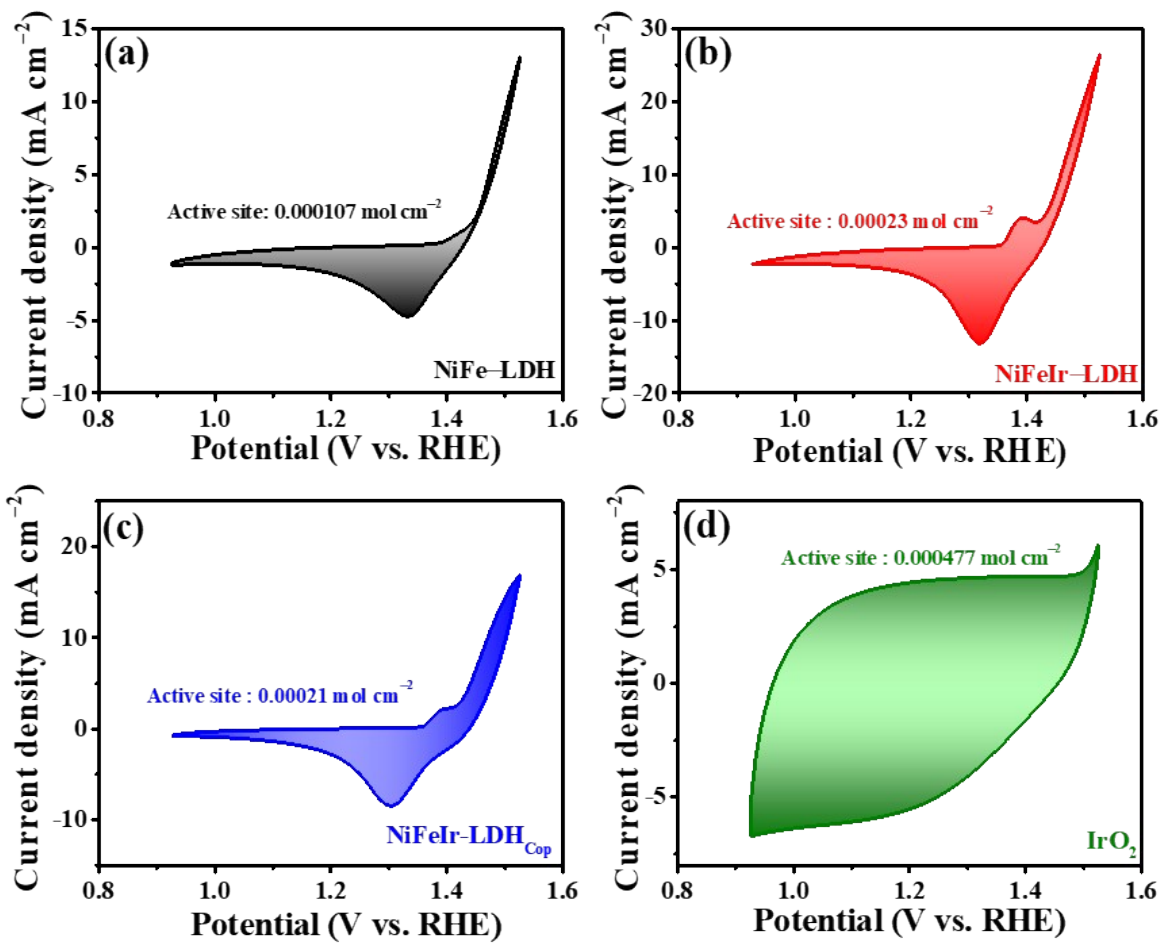 (a)
Current density (mA cm⁻²)
15
10
5
0
-5
-10
Active site: 0.000107 mol cm⁻²
NiFe–LDH
0.8 1.0 1.2 1.4 1.6
Potential (V vs. RHE)
(b)
Current density (mA cm⁻²)
30
20
10
0
-10
-20
Active site : 0.00023 mol cm⁻²
NiFeIr–LDH
0.8 1.0 1.2 1.4 1.6
Potential (V vs. RHE)
(c)
Current density (mA cm⁻²)
20
10
0
-10
Active site : 0.00021 mol cm⁻²
NiFeIr-LDH_Cop
0.8 1.0 1.2 1.4 1.6
Potential (V vs. RHE)
(d)
Current density (mA cm⁻²)
5
0
-5
Active site : 0.000477 mol cm⁻²
IrO₂
0.8 1.0 1.2 1.4 1.6
Potential (V vs. RHE)